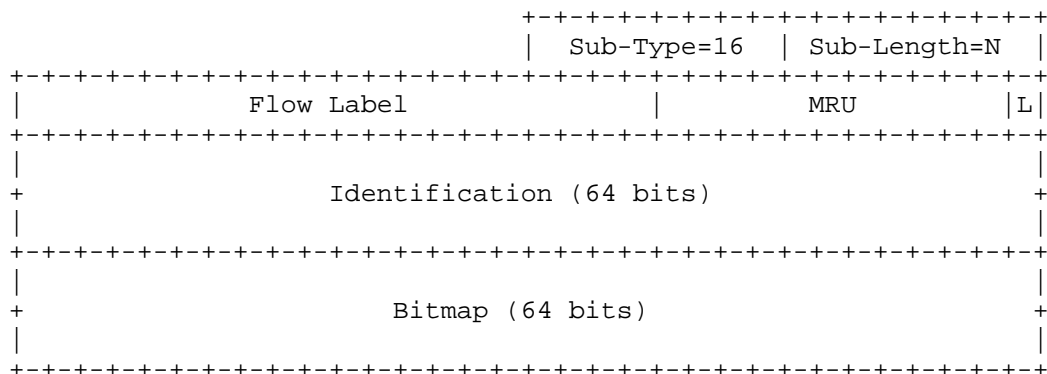 +-+-+-+-+-+-+-+-+-+-+-+-+-+-+-+-+
|  Sub-Type=16  | Sub-Length=N  |
+-+-+-+-+-+-+-+-+-+-+-+-+-+-+-+-+-+-+-+-+-+-+-+-+-+-+-+-+-+-+-+-+
|              Flow Label               |         MRU         |L|
+-+-+-+-+-+-+-+-+-+-+-+-+-+-+-+-+-+-+-+-+-+-+-+-+-+-+-+-+-+-+-+-+
|                                                               |
+                   Identification (64 bits)                    +
|                                                               |
+-+-+-+-+-+-+-+-+-+-+-+-+-+-+-+-+-+-+-+-+-+-+-+-+-+-+-+-+-+-+-+-+
|                                                               |
+                       Bitmap (64 bits)                        +
|                                                               |
+-+-+-+-+-+-+-+-+-+-+-+-+-+-+-+-+-+-+-+-+-+-+-+-+-+-+-+-+-+-+-+-+